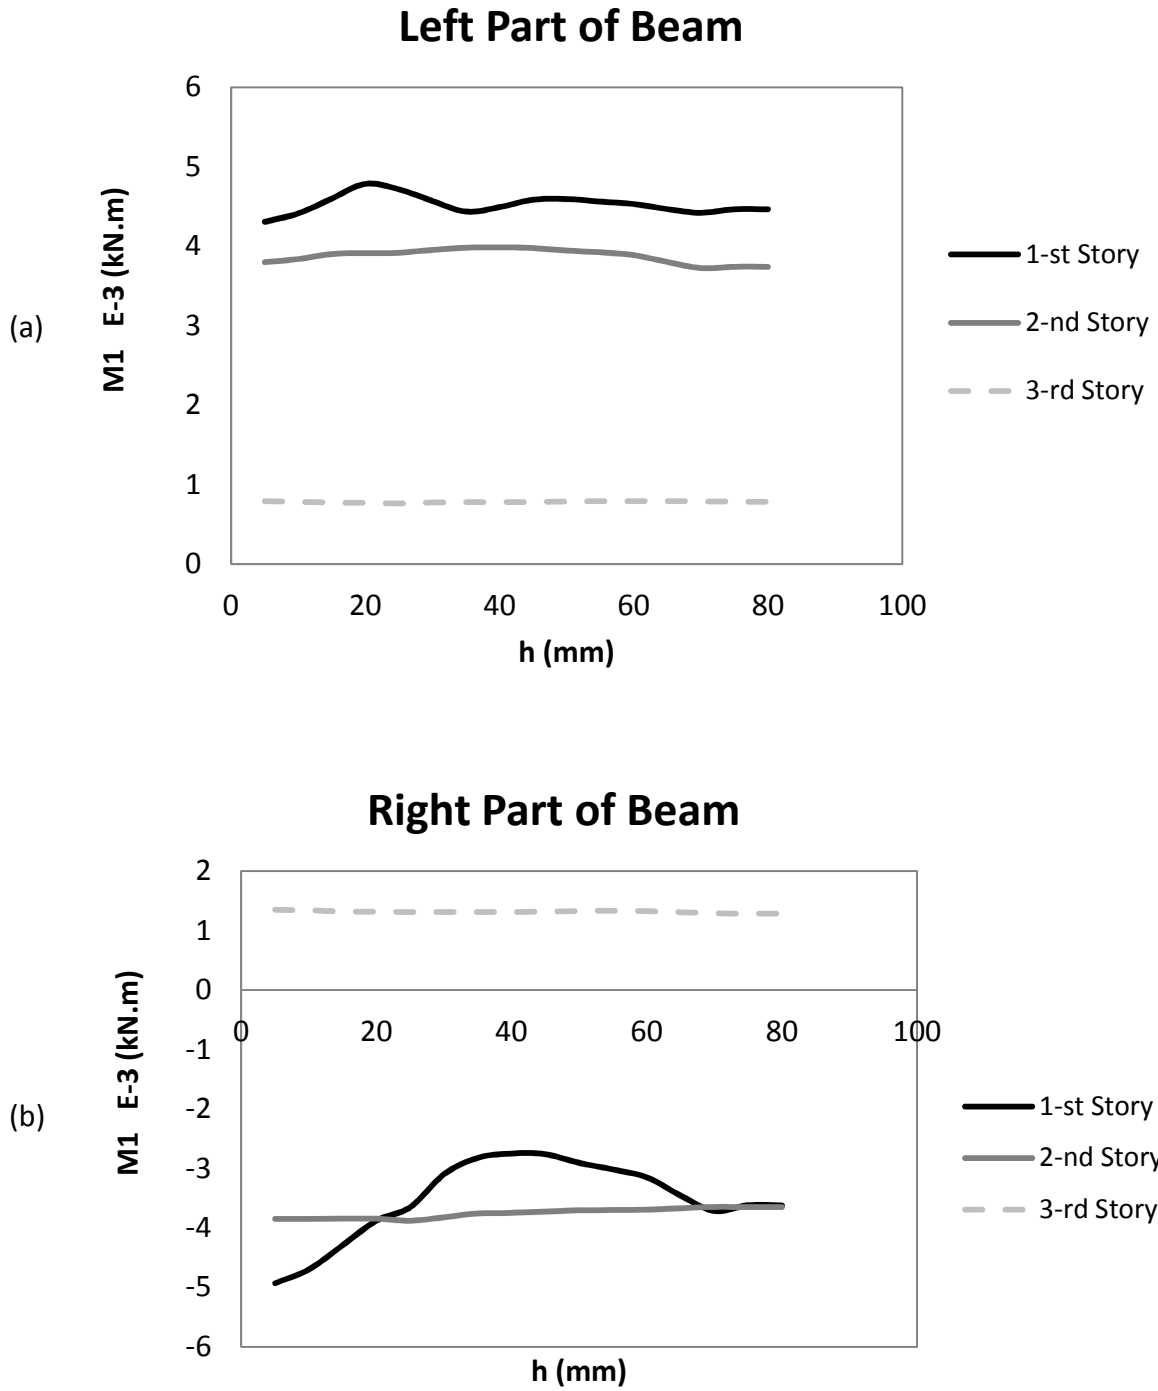 Left Part of Beam
6
5
4
3
2
1
0
M1 E-3 (kN.m)
(a)
0 20 40 60 80 100
h (mm)
1-st Story
2-nd Story
3-rd Story
Right Part of Beam
2
1
0
-1
-2
-3
-4
-5
-6
M1 E-3 (kN.m)
(b)
0 20 40 60 80 100
h (mm)
1-st Story
2-nd Story
3-rd Story